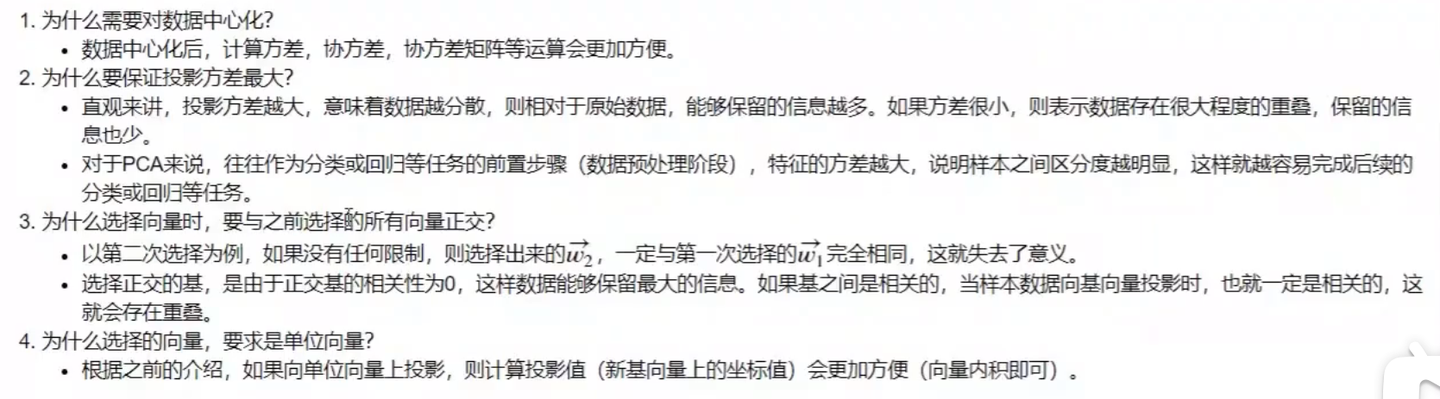 1. 为什么需要对数据中心化？
• 数据中心化后，计算方差，协方差，协方差矩阵等运算会更加方便。
2. 为什么要保证投影方差最大？
• 直观来讲，投影方差越大，意味着数据越分散，则相对于原始数据，能够保留的信息越多。如果方差很小，则表示数据存在很大程度的重叠，保留的信
息也少。
• 对于PCA来说，往往作为分类或回归等任务的前置步骤（数据预处理阶段），特征的方差越大，说明样本之间区分度越明显，这样就越容易完成后续的
分类或回归等任务。
3. 为什么选择向量时，要与之前选择的所有向量正交？
• 以第二次选择为例，如果没有任何限制，则选择出来的$\overrightarrow{w_2}$，一定与第一次选择的$\overrightarrow{w_1}$完全相同，这就失去了意义。
• 选择正交的基，是由于正交基的相关性为0，这样数据能够保留最大的信息。如果基之间是相关的，当样本数据向基向量投影时，也就一定是相关的，这
就会存在重叠。
4. 为什么选择的向量，要求是单位向量？
• 根据之前的介绍，如果向单位向量上投影，则计算投影值（新基向量上的坐标值）会更加方便（向量内积即可）。